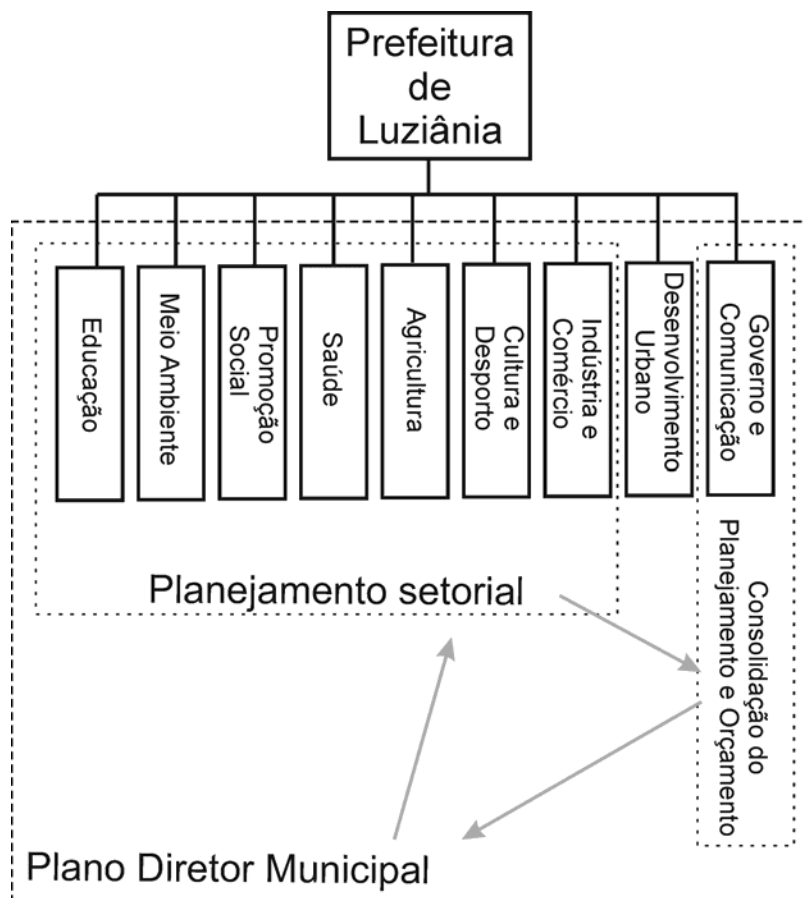 Prefeitura
de
Luziânia
Educação
Meio Ambiente
Promoção
Social
Saúde
Agricultura
Cultura e
Desporto
Indústria e
Comércio
Desenvolvimento
Urbano
Governo e
Comunicação
Planejamento setorial
Consolidação do
Planejamento e Orçamento
Plano Diretor Municipal